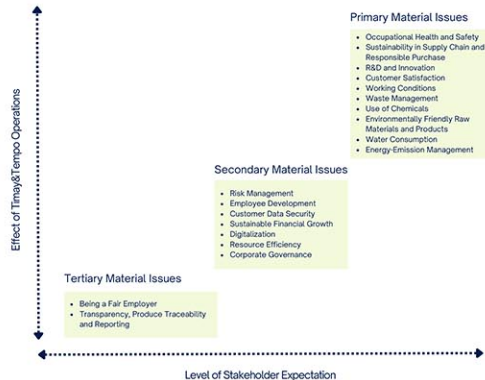 Primary Material Issues
• Occupational Health and Safety
• Sustainability in Supply Chain and
Responsible Purchase
• R&D and Innovation
• Customer Satisfaction
• Working Conditions
• Waste Management
• Use of Chemicals
• Environmentally Friendly Raw
Materials and Products
• Water Consumption
• Energy-Emission Management
Secondary Material Issues
• Risk Management
• Employee Development
• Customer Data Security
• Sustainable Financial Growth
• Digitalization
• Resource Efficiency
• Corporate Governance
Tertiary Material Issues
• Being a Fair Employer
• Transparency, Produce Traceability
and Reporting
Effect of Timay&Tempo Operations
Level of Stakeholder Expectation